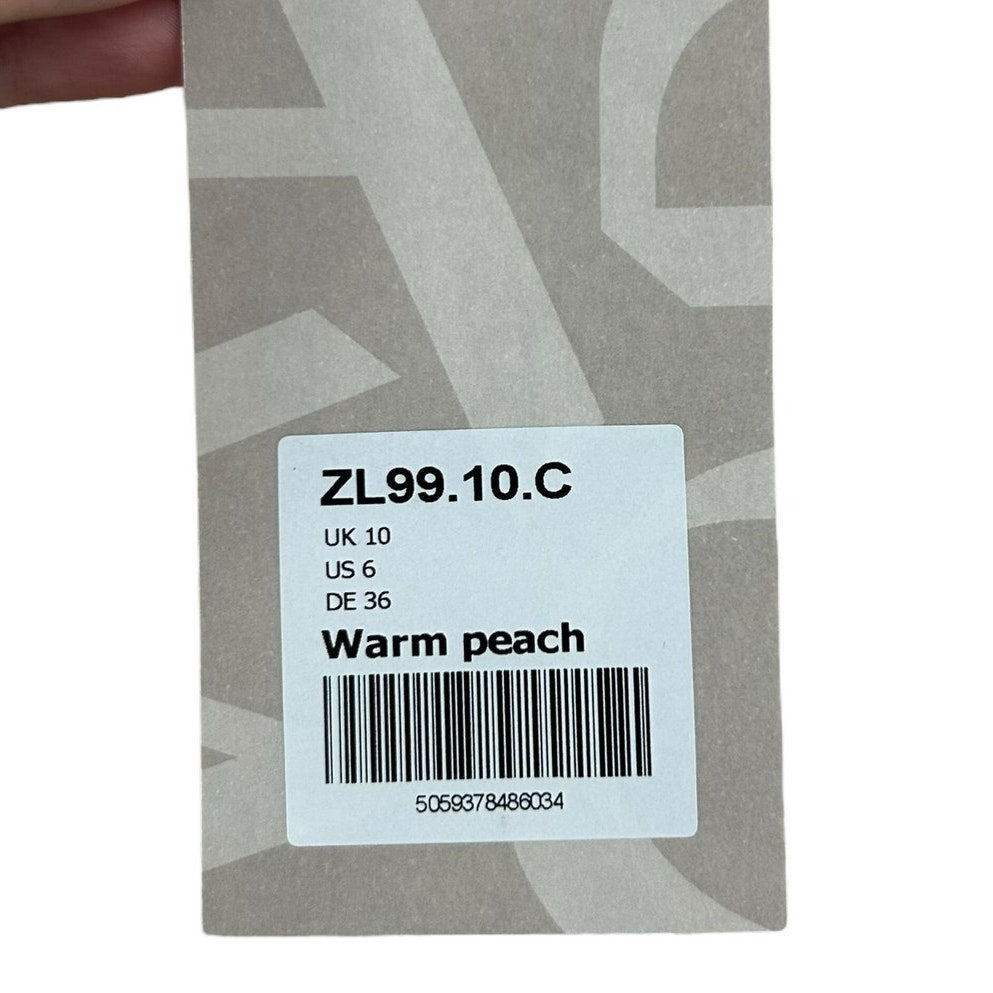 ZL99.10.C
UK 10
US 6
DE 36
Warm peach
5059378486034